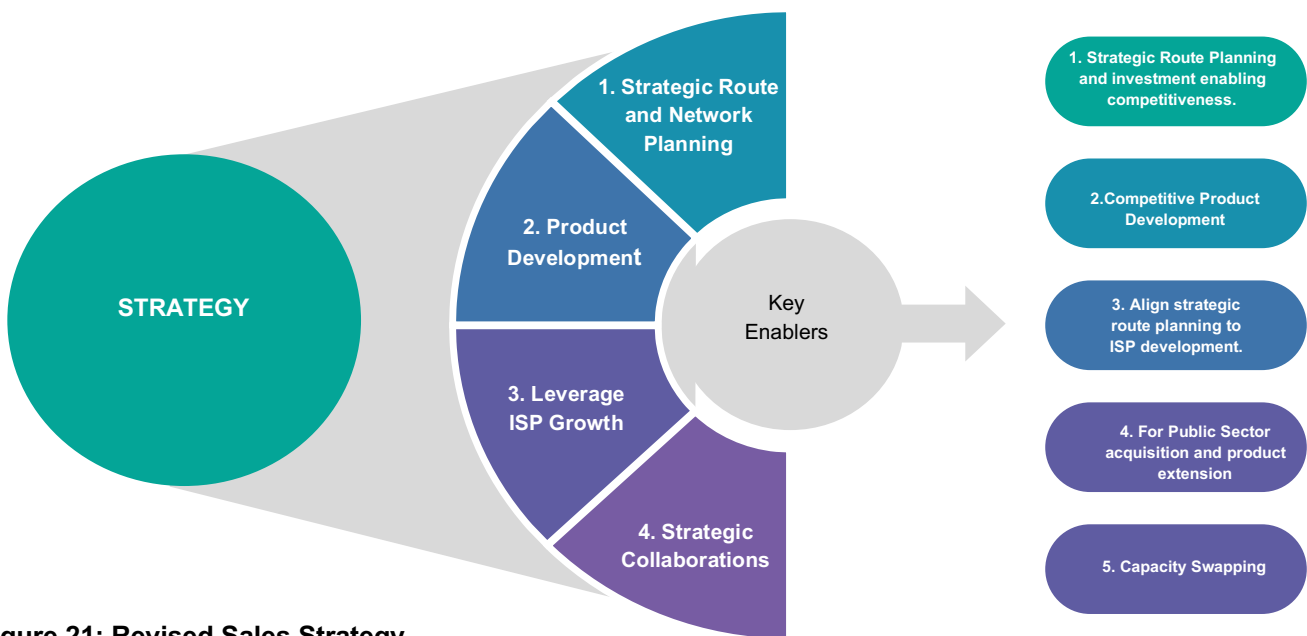 STRATEGY
1. Strategic Route
and Network
Planning
2. Product
Development
3. Leverage
ISP Growth
4. Strategic
Collaborations
Key
Enablers
1. Strategic Route Planning
and investment enabling
competitiveness.
2.Competitive Product
Development
3. Align strategic
route planning to
ISP development.
4. For Public Sector
acquisition and product
extension
5. Capacity Swapping
gure 21: Revised Sales Strategy